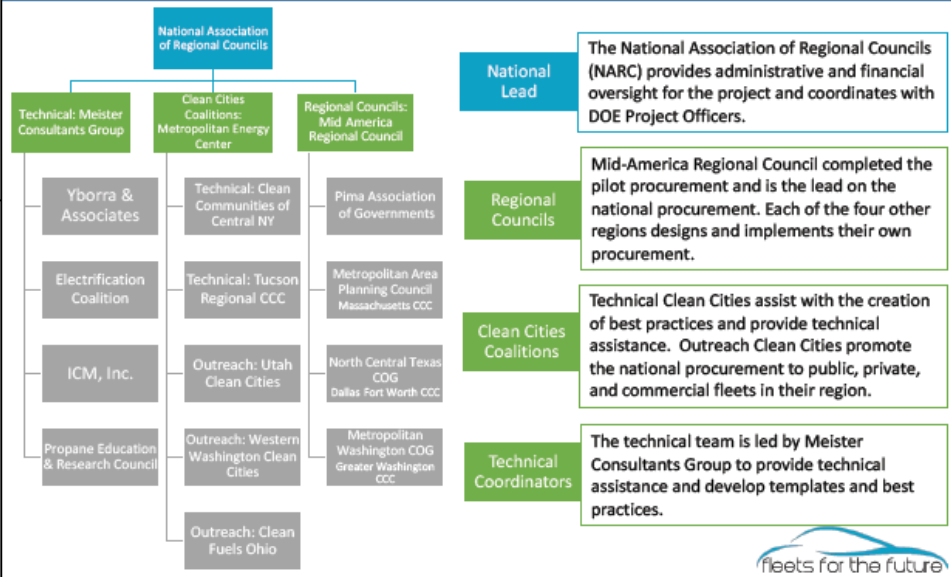 National Association
of Regional Councils
Technical: Meister
Consultants Group
Clean Cities
Coalitions:
Metropolitan Energy
Center
Regional Councils:
Mid America
Regional Council
Yborra &
Associates
Electrification
Coalition
ICM, Inc.
Propane Education
& Research Council
Technical: Clean
Communities of
Central NY
Technical: Tucson
Regional CCC
Outreach: Utah
Clean Cities
Outreach: Western
Washington Clean
Cities
Outreach: Clean
Fuels Ohio
Pima Association
of Governments
Metropolitan Area
Planning Council
Massachusetts CCC
North Central Texas
COG
Dallas Fort Worth CCC
Metropolitan
Washington COG
Greater Washington
CCC
National
Lead
The National Association of Regional Councils
(NARC) provides administrative and financial
oversight for the project and coordinates with
DOE Project Officers.
Regional
Councils
Mid-America Regional Council completed the
pilot procurement and is the lead on the
national procurement. Each of the four other
regions designs and implements their own
procurement.
Clean Cities
Coalitions
Technical Clean Cities assist with the creation
of best practices and provide technical
assistance. Outreach Clean Cities promote
the national procurement to public, private,
and commercial fleets in their region.
Technical
Coordinators
The technical team is led by Meister
Consultants Group to provide technical
assistance and develop templates and best
practices.
fleets for the future